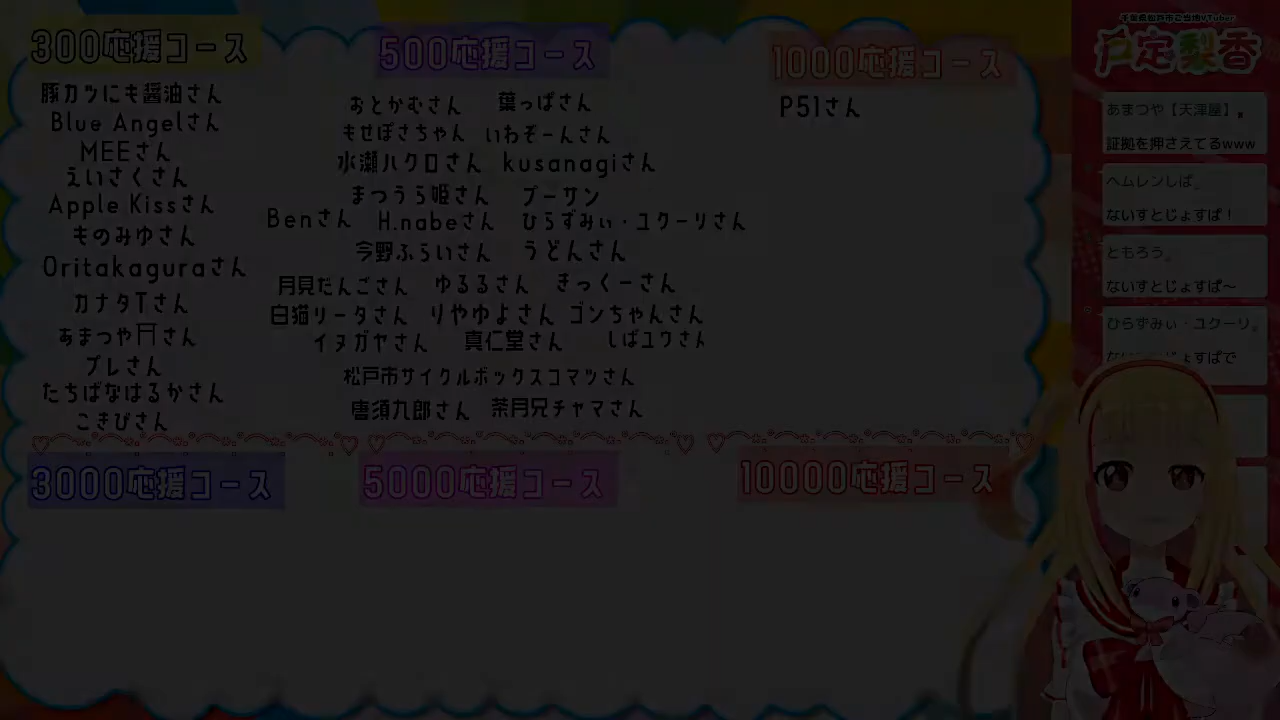 300応援コース
豚カツにも醤油さん
Blue Angelさん
MEEさん
えいさくさん
Apple Kissさん
ものみゆさん
Oritakaguraさん
カナタTさん
あまつや⛩さん
ブレさん
たちばなはるかさん
こきびさん
500応援コース
おとかむさん 葉っぱさん
もせぽさちゃん いわぞーんさん
水瀬ハクロさん kusanagiさん
まつうら姫さん プーサン
Benさん H.nabeさん ひらずみぃ・ユクーリさん
今野ふらいさん うどんさん
月見だんごさん ゆるるさん きっくーさん
白猫リータさん りやゆよさん ゴンちゃんさん
イヌガヤさん 真仁堂さん しばユウさん
松戸市サイクルボックスコマツさん
唐須九郎さん 茶月兄チャマさん
1000応援コース
P51さん
3000応援コース
5000応援コース
10000応援コース
千葉県松戸市ご当地VTuber
戸定梨香
あまつや【天津屋】。
証拠を押さえてるwww
ヘムレンしば。
ないすとじょすぱ！
ともろう。
ないすとじょすぱ～
ひらずみぃ・ユクーリ。